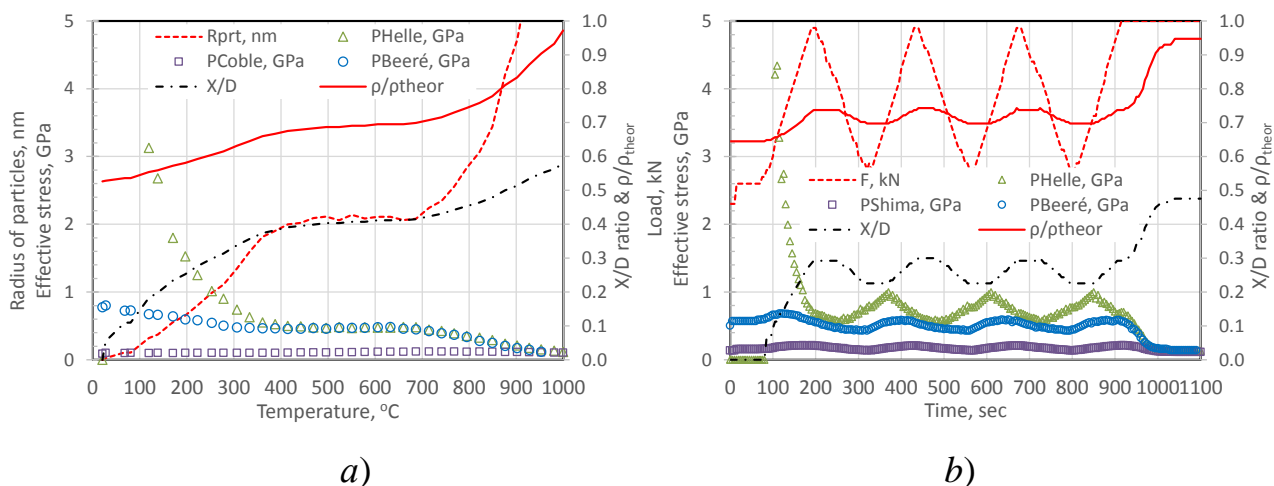 5
4
3
2
1
0
Radius of particles, nm
Effective stress, GPa
Rprt, nm
PHelle, GPa
PCoble, GPa
PBeeré, GPa
X/D
ρ/ρtheor
1.0
0.9
0.8
0.7
0.6
0.5
0.4
0.3
0.2
0.1
0.0
X/D ratio & ρ/ρtheor
0 100 200 300 400 500 600 700 800 900 1000
Temperature, oC
a)
5
4
3
2
1
0
Load, kN
Effective stress, GPa
F, kN
PHelle, GPa
PShima, GPa
PBeeré, GPa
X/D
ρ/ρtheor
1.0
0.9
0.8
0.7
0.6
0.5
0.4
0.3
0.2
0.1
0.0
X/D ratio & ρ/ρtheor
0 100 200 300 400 500 600 700 800 900 1000 1100
Time, sec
b)